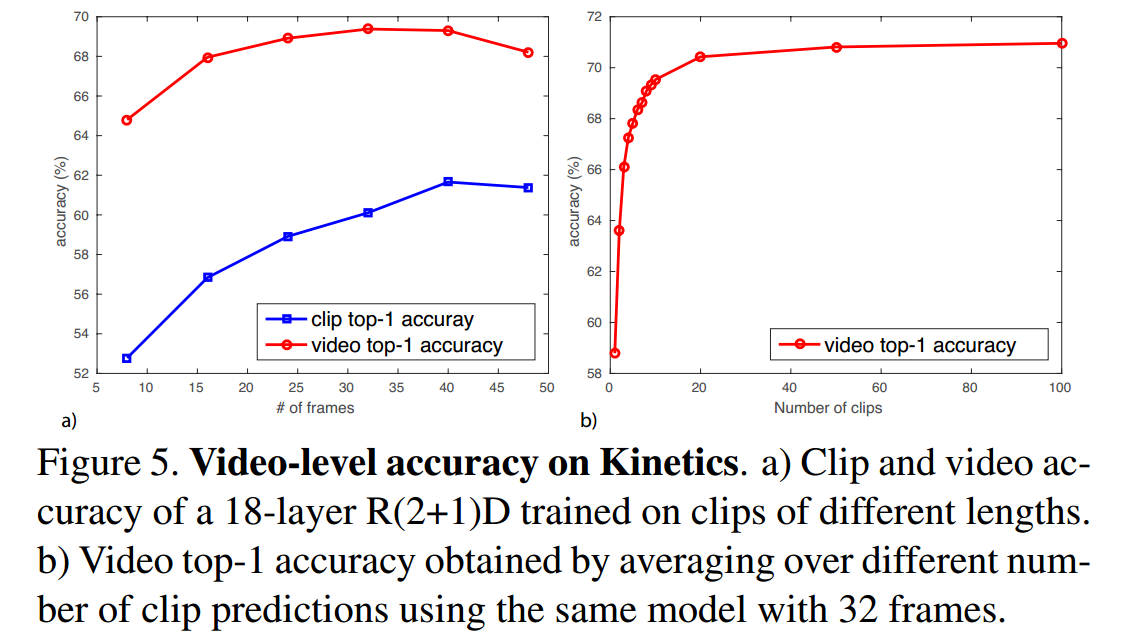 70
68
66
64
62
60
58
56
54
52
accuracy (%)
5 10 15 20 25 30 35 40 45 50
# of frames
clip top-1 accuray
video top-1 accuracy
a)
72
70
68
66
64
62
60
58
accuracy (%)
0 20 40 60 80 100
Number of clips
video top-1 accuracy
b)
Figure 5. Video-level accuracy on Kinetics. a) Clip and video ac-
curacy of a 18-layer R(2+1)D trained on clips of different lengths.
b) Video top-1 accuracy obtained by averaging over different num-
ber of clip predictions using the same model with 32 frames.